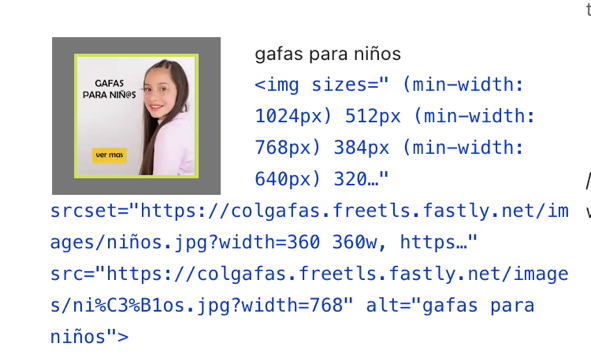 GAFAS
PARA NIÑ@S
ver mas
gafas para niños
<img sizes=" (min-width:
1024px) 512px (min-width:
768px) 384px (min-width:
640px) 320…"
srcset="https://colgafas.freetls.fastly.net/im
ages/niños.jpg?width=360 360w, https…"
src="https://colgafas.freetls.fastly.net/image
s/ni%C3%B1os.jpg?width=768" alt="gafas para
niños">